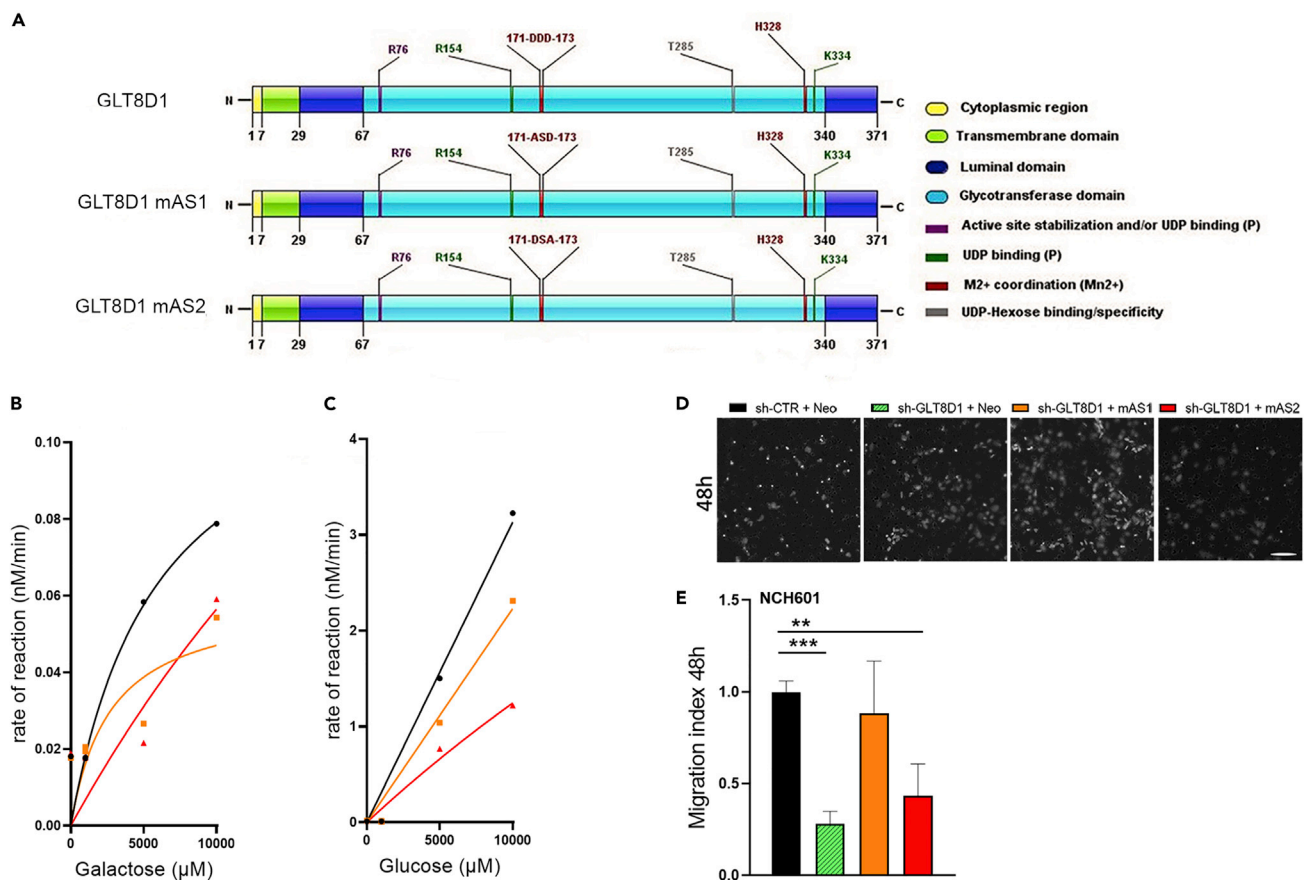 A
R76 R154 171-DDD-173 T285 H328 K334
GLT8D1 N C
1 7 29 67 340 371
R76 R154 171-ASD-173 T285 H328 K334
GLT8D1 mAS1 N C
1 7 29 67 340 371
R76 R154 171-DSA-173 T285 H328 K334
GLT8D1 mAS2 N C
1 7 29 67 340 371
Cytoplasmic region
Transmembrane domain
Luminal domain
Glycotransferase domain
Active site stabilization and/or UDP binding (P)
UDP binding (P)
M2+ coordination (Mn2+)
UDP-Hexose binding/specificity
B
rate of reaction (nM/min)
0.10
0.08
0.06
0.04
0.02
0.00
0 5000 10000
Galactose (µM)
C
rate of reaction (nM/min)
4
3
2
1
0
0 5000 10000
Glucose (µM)
D
sh-CTR + Neo sh-GLT8D1 + Neo sh-GLT8D1 + mAS1 sh-GLT8D1 + mAS2
48h
E
NCH601
Migration index 48h
1.5
1.0
0.5
0.0
**
***